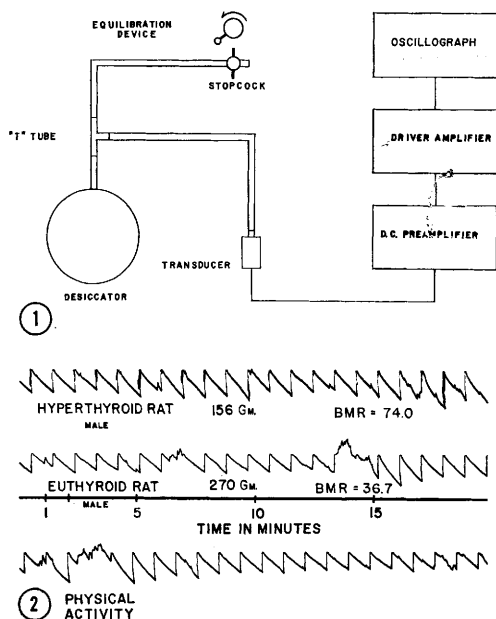 EQUILIBRATION
DEVICE
STOPCOCK
"T" TUBE
DESICCATOR
TRANSDUCER
OSCILLOGRAPH
DRIVER AMPLIFIER
D.C. PREAMPLIFIER
1
HYPERTHYROID RAT 156 GM. BMR = 74.0
MALE
EUTHYROID RAT 270 GM. BMR = 36.7
MALE
1 5 10 15
TIME IN MINUTES
2 PHYSICAL
ACTIVITY